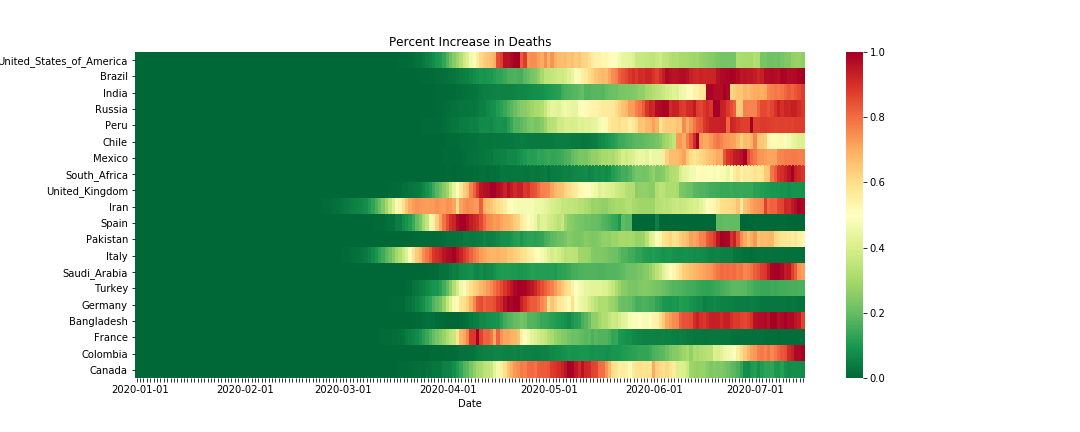 Percent Increase in Deaths
United_States_of_America
Brazil
India
Russia
Peru
Chile
Mexico
South_Africa
United_Kingdom
Iran
Spain
Pakistan
Italy
Saudi_Arabia
Turkey
Germany
Bangladesh
France
Colombia
Canada
2020-01-01 2020-02-01 2020-03-01 2020-04-01 2020-05-01 2020-06-01 2020-07-01
Date
1.0
0.8
0.6
0.4
0.2
0.0